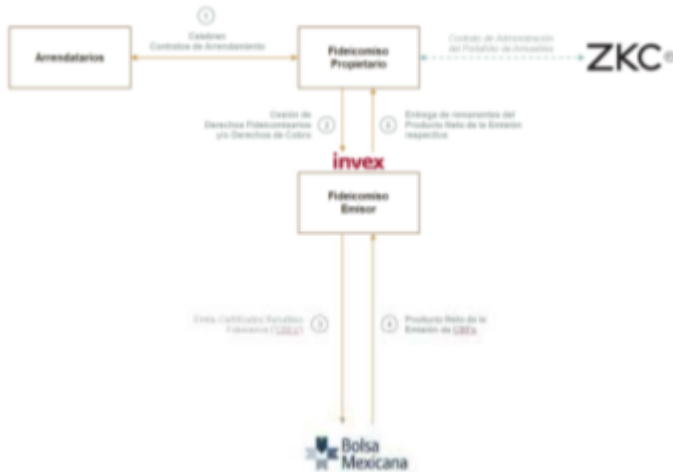 1
Celebran
Contratos de Arrendamiento
Arrendatarios
Fideicomiso
Propietario
Contrato de Administración
del Portafolio de Inmuebles
ZKC
Cesión de
Derechos Fideicomisarios
y/o Derechos de Cobro
2
5
Entrega de remanentes del
Producto Neto de la Emisión
respectiva
invex
Fideicomiso
Emisor
Emite Certificados Bursátiles
Fiduciarios
3
4
Producto Neto de la
Emisión de CBFs
Bolsa
Mexicana